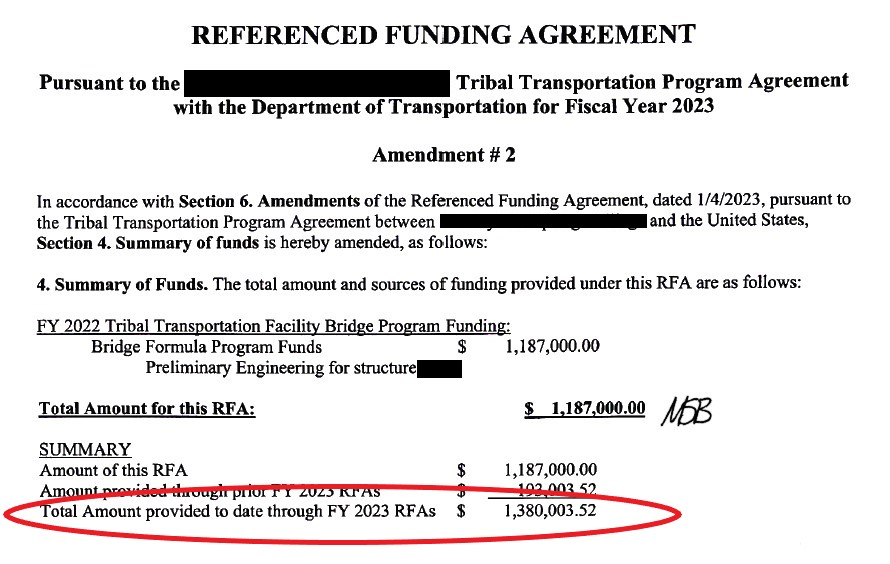 REFERENCED FUNDING AGREEMENT
Pursuant to the Tribal Transportation Program Agreement
with the Department of Transportation for Fiscal Year 2023
Amendment # 2
In accordance with Section 6. Amendments of the Referenced Funding Agreement, dated 1/4/2023, pursuant to
the Tribal Transportation Program Agreement between and the United States,
Section 4. Summary of funds is hereby amended, as follows:
4. Summary of Funds. The total amount and sources of funding provided under this RFA are as follows:
FY 2022 Tribal Transportation Facility Bridge Program Funding:
Bridge Formula Program Funds $ 1,187,000.00
Preliminary Engineering for structure
Total Amount for this RFA: $ 1,187,000.00 MSB
SUMMARY
Amount of this RFA $ 1,187,000.00
Amount provided through prior FY 2023 RFAs $ 193,003.52
Total Amount provided to date through FY 2023 RFAs $ 1,380,003.52